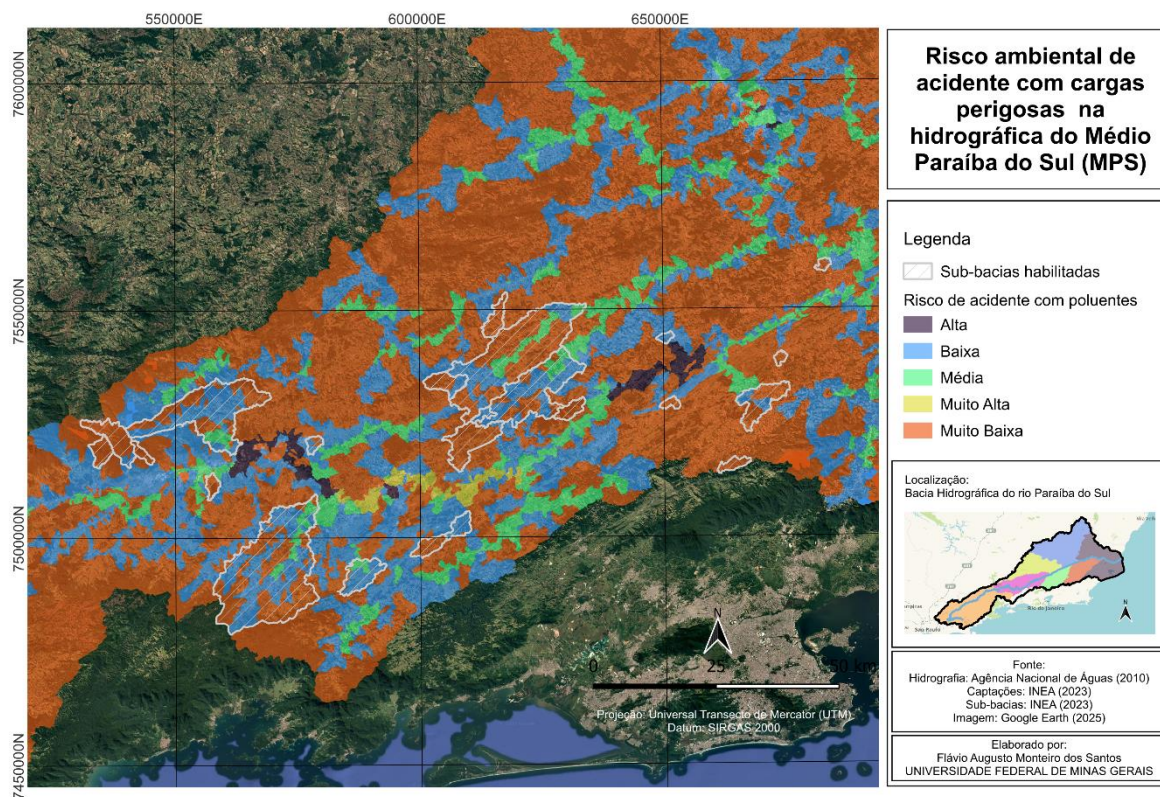 550000E
600000E
650000E
7600000N
7550000N
7500000N
7450000N
N
0
25
50 km
Projeção: Universal Transecto de Mercator (UTM)
Datum: SIRGAS 2000
Risco ambiental de
acidente com cargas
perigosas na
hidrográfica do Médio
Paraíba do Sul (MPS)
Legenda
Sub-bacias habilitadas
Risco de acidente com poluentes
Alta
Baixa
Média
Muito Alta
Muito Baixa
Localização:
Bacia Hidrográfica do rio Paraíba do Sul
Rio de Janeiro
São Paulo
N
Fonte:
Hidrografia: Agência Nacional de Águas (2010)
Captações: INEA (2023)
Sub-bacias: INEA (2023)
Imagem: Google Earth (2025)
Elaborado por:
Flávio Augusto Monteiro dos Santos
UNIVERSIDADE FEDERAL DE MINAS GERAIS